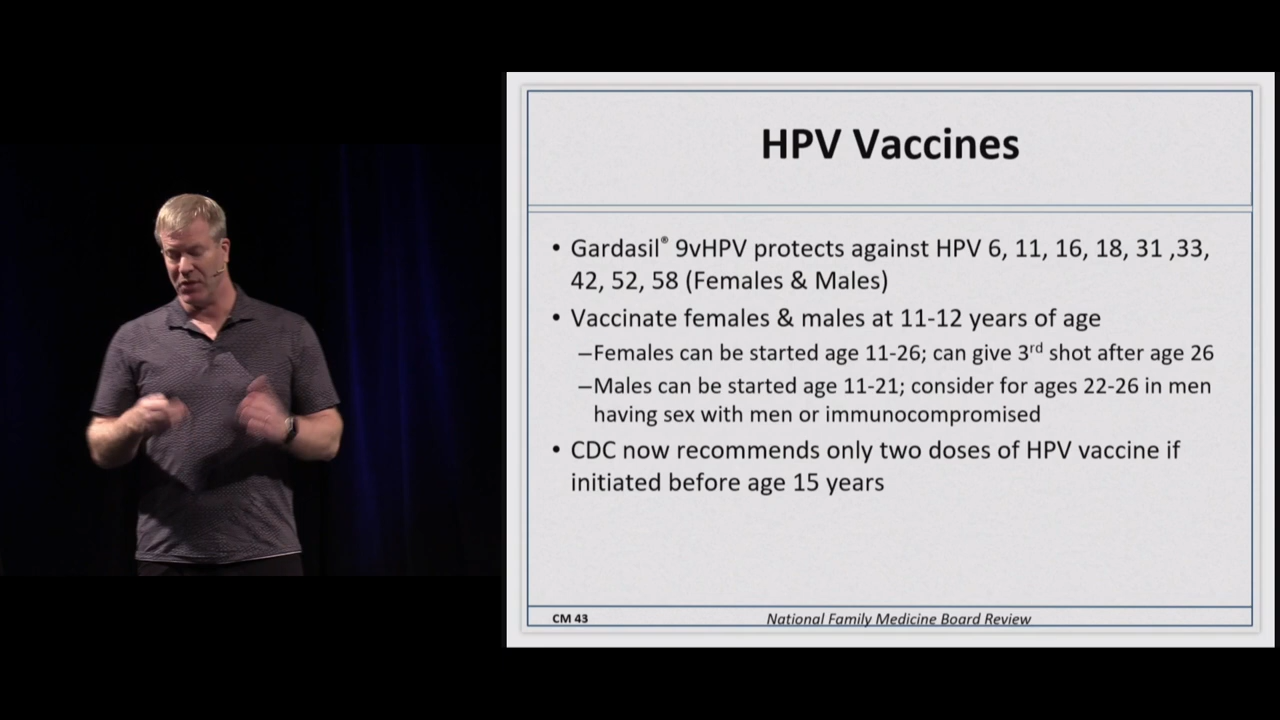 HPV Vaccines
• Gardasil® 9vHPV protects against HPV 6, 11, 16, 18, 31 ,33,
42, 52, 58 (Females & Males)
• Vaccinate females & males at 11-12 years of age
–Females can be started age 11-26; can give 3rd shot after age 26
–Males can be started age 11-21; consider for ages 22-26 in men
having sex with men or immunocompromised
• CDC now recommends only two doses of HPV vaccine if
initiated before age 15 years
CM 43
National Family Medicine Board Review